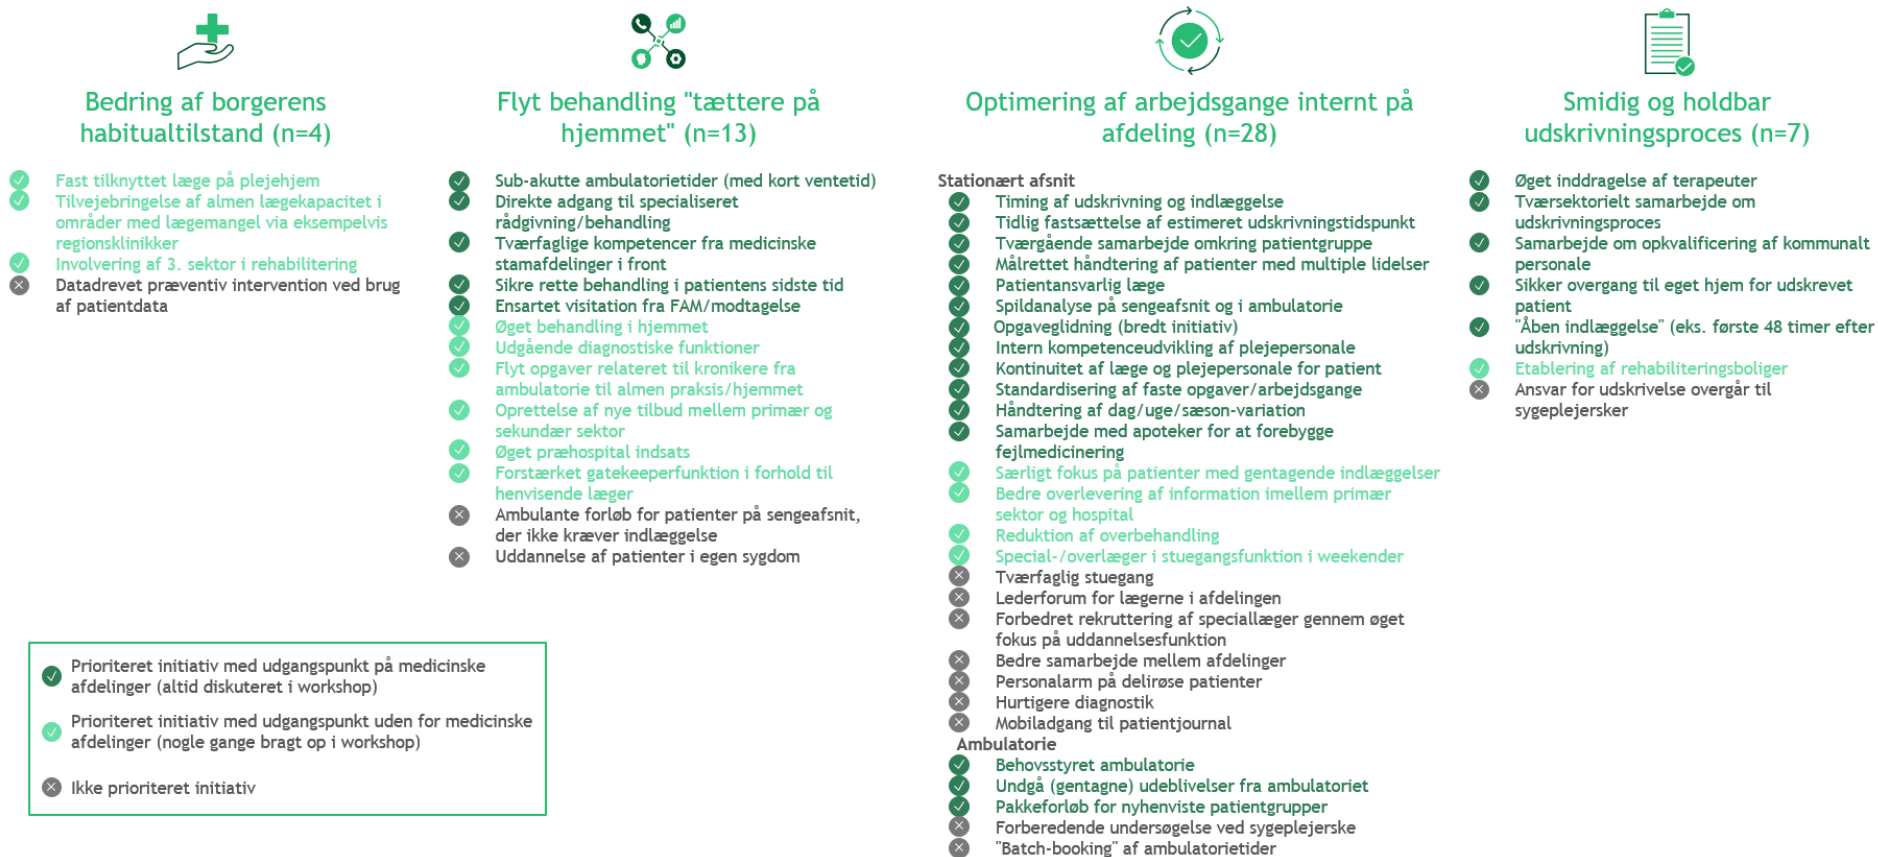 Bedring af borgerens
habitualtilstand (n=4)
Fast tilknyttet læge på plejehjem
Tilvejebringelse af almen lægekapacitet i
områder med lægemangel via eksempelvis
regionsklinikker
Involvering af 3. sektor i rehabilitering
Datadrevet præventiv intervention ved brug
af patientdata
Flyt behandling "tættere på
hjemmet" (n=13)
Sub-akutte ambulatorietider (med kort ventetid)
Direkte adgang til specialiseret
rådgivning/behandling
Tværfaglige kompetencer fra medicinske
stamafdelinger i front
Sikre rette behandling i patientens sidste tid
Ensartet visitation fra FAM/modtagelse
Øget behandling i hjemmet
Udgående diagnostiske funktioner
Flyt opgaver relateret til kronikere fra
ambulatorie til almen praksis/hjemmet
Oprettelse af nye tilbud mellem primær og
sekundær sektor
Øget præhospital indsats
Forstærket gatekeeperfunktion i forhold til
henvisende læger
Ambulante forløb for patienter på sengeafsnit,
der ikke kræver indlæggelse
Uddannelse af patienter i egen sygdom
Optimering af arbejdsgange internt på
afdeling (n=28)
Stationært afsnit
Timing af udskrivning og indlæggelse
Tidlig fastsættelse af estimeret udskrivningstidspunkt
Tværgående samarbejde omkring patientgruppe
Målrettet håndtering af patienter med multiple lidelser
Patientansvarlig læge
Spildanalyse på sengeafsnit og i ambulatorie
Opgaveglidning (bredt initiativ)
Intern kompetenceudvikling af plejepersonale
Kontinuitet af læge og plejepersonale for patient
Standardisering af faste opgaver/arbejdsgange
Håndtering af dag/uge/sæson-variation
Samarbejde med apoteker for at forebygge
fejlmedicinering
Særligt fokus på patienter med gentagende indlæggelser
Bedre overlevering af information imellem primær
sektor og hospital
Reduktion af overbehandling
Special-/overlæger i stuegangsfunktion i weekender
Tværfaglig stuegang
Lederforum for lægerne i afdelingen
Forbedret rekruttering af speciallæger gennem øget
fokus på uddannelsesfunktion
Bedre samarbejde mellem afdelinger
Personalarm på delirøse patienter
Hurtigere diagnostik
Mobiladgang til patientjournal
Ambulatorie
Behovsstyret ambulatorie
Undgå (gentagne) udeblivelser fra ambulatoriet
Pakkeforløb for nyhenviste patientgrupper
Forberedende undersøgelse ved sygeplejerske
"Batch-booking" af ambulatorietider
Smidig og holdbar
udskrivningsproces (n=7)
Øget inddragelse af terapeuter
Tværsektorielt samarbejde om
udskrivningsproces
Samarbejde om opkvalificering af kommunalt
personale
Sikker overgang til eget hjem for udskrevet
patient
"Åben indlæggelse" (eks. første 48 timer efter
udskrivning)
Etablering af rehabiliteringsboliger
Ansvar for udskrivelse overgår til
sygeplejersker
Prioriteret initiativ med udgangspunkt på medicinske
afdelinger (altid diskuteret i workshop)
Prioriteret initiativ med udgangspunkt uden for medicinske
afdelinger (nogle gange bragt op i workshop)
Ikke prioriteret initiativ